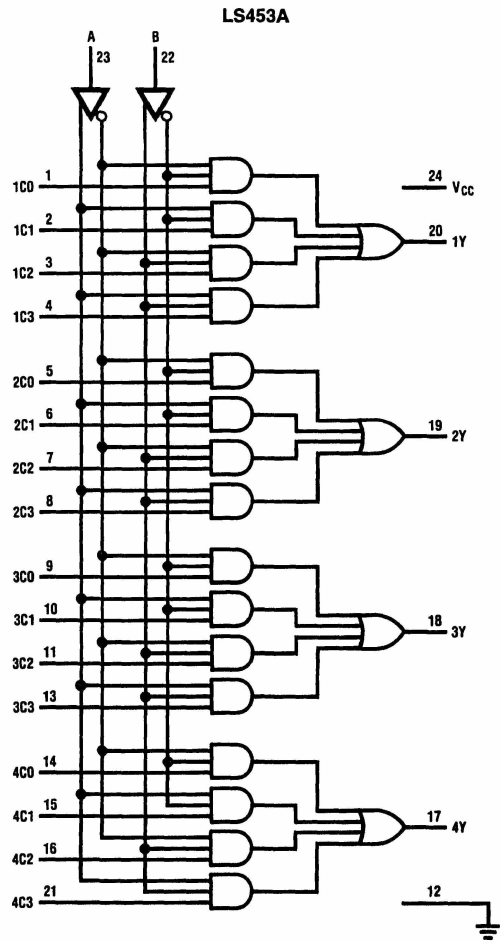 LS453A
A B
23 22
1C0 1
24 VCC
1C1 2
20 1Y
1C2 3
1C3 4
2C0 5
2C1 6
19 2Y
2C2 7
2C3 8
3C0 9
3C1 10
18 3Y
3C2 11
3C3 13
4C0 14
4C1 15
17 4Y
4C2 16
4C3 21
12